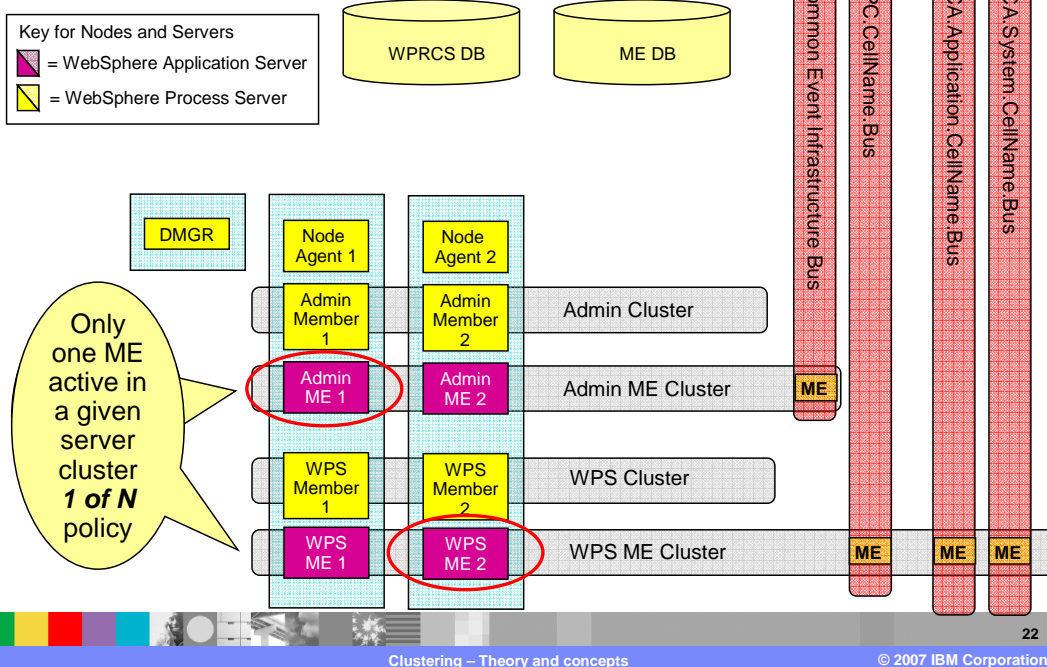 Key for Nodes and Servers
= WebSphere Application Server
= WebSphere Process Server
WPRCS DB
ME DB
ommon Event Infrastructure Bus
PC.CellName.Bus
CA.Application.CellName.Bus
CA.System.CellName.Bus
DMGR
Node
Agent 1
Node
Agent 2
Admin
Member
1
Admin
Member
2
Admin Cluster
Only
one ME
active in
a given
server
cluster
1 of N
policy
Admin
ME 1
Admin
ME 2
Admin ME Cluster
ME
WPS
Member
1
WPS
Member
2
WPS Cluster
WPS
ME 1
WPS
ME 2
WPS ME Cluster
ME
ME
ME
22
Clustering – Theory and concepts
© 2007 IBM Corporation